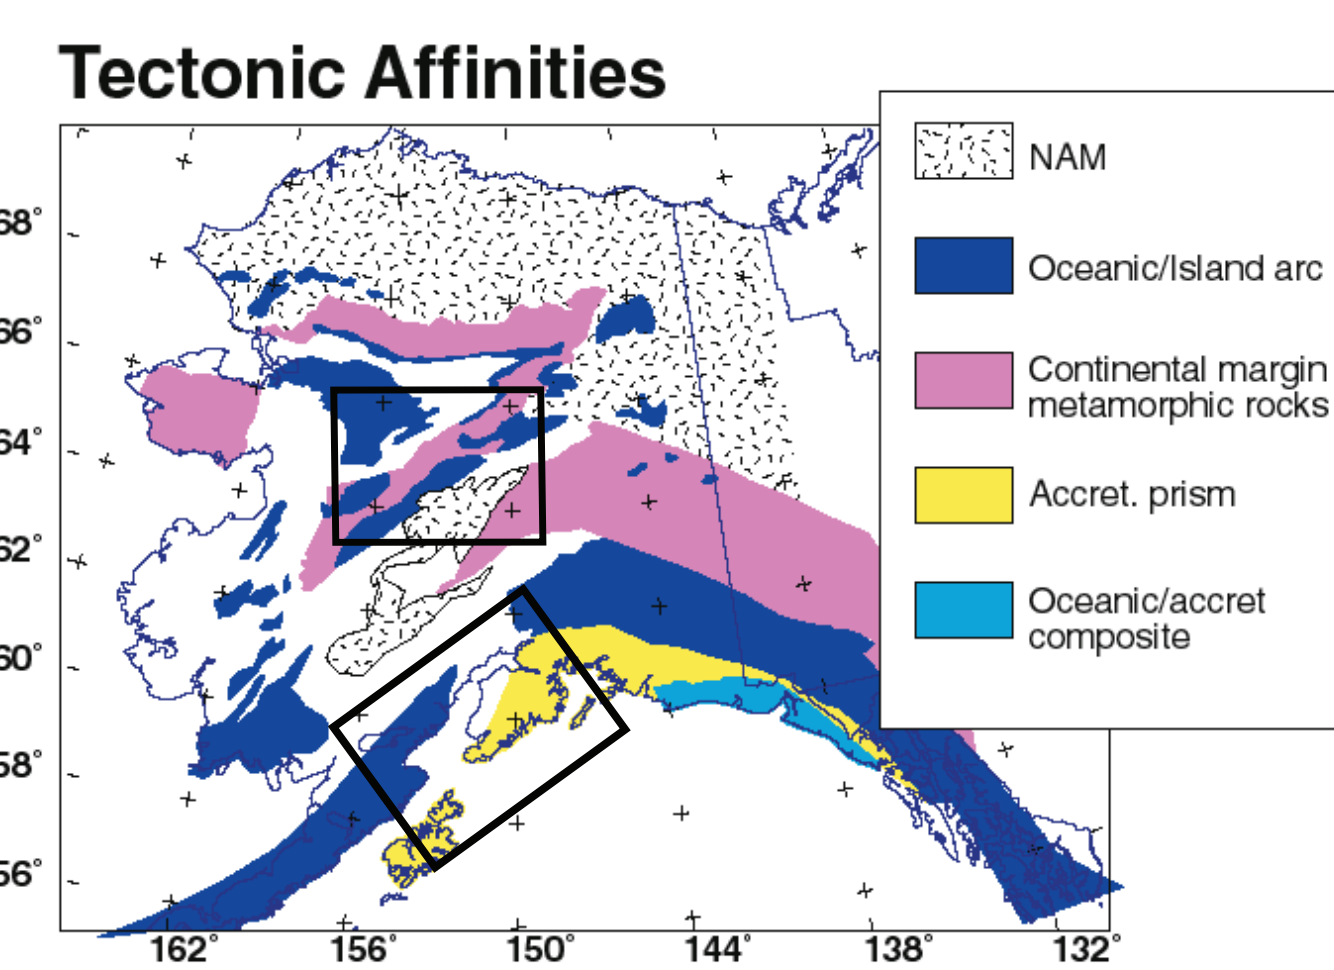 Tectonic Affinities
NAM
Oceanic/Island arc
Continental margin
metamorphic rocks
Accret. prism
Oceanic/accret
composite
68°
66°
64°
62°
60°
58°
56°
162° 156° 150° 144° 138° 132°